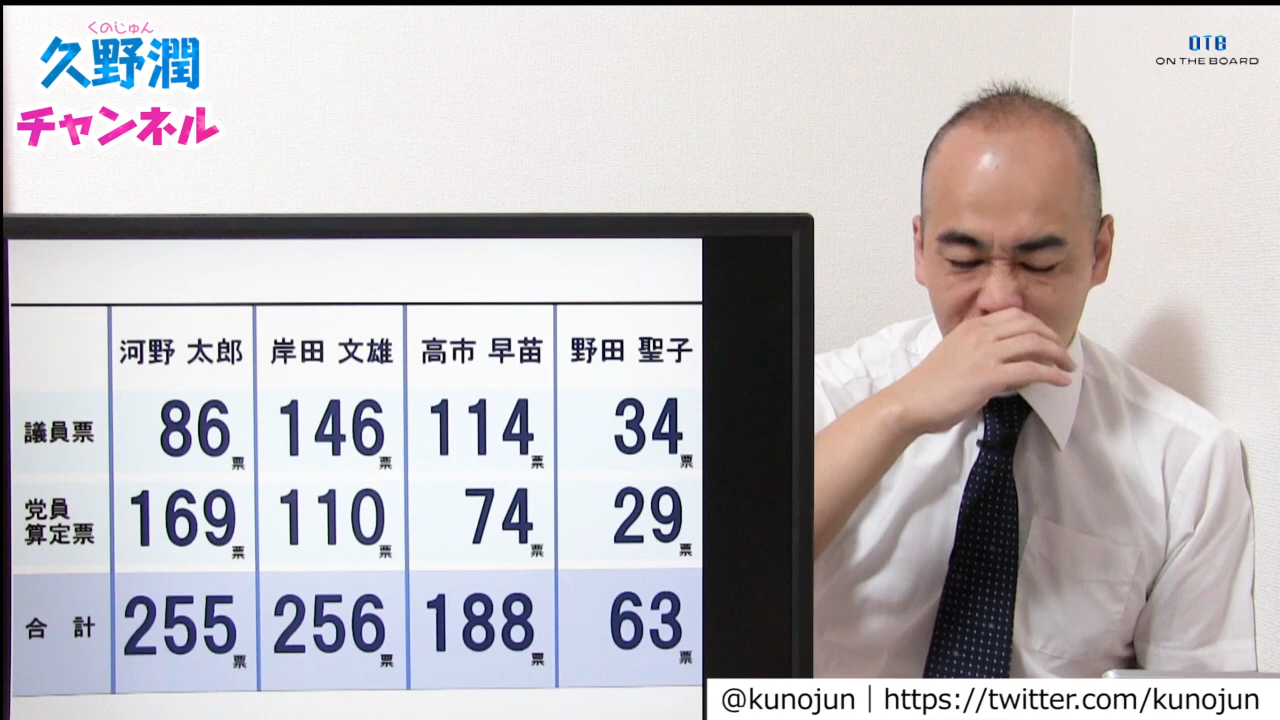 くのじゅん
久野潤
チャンネル
OTB
ON THE BOARD
河野 太郎 岸田 文雄 高市 早苗 野田 聖子
議員票 86票 146票 114票 34票
党員算定票 169票 110票 74票 29票
合計 255票 256票 188票 63票
@kunojun｜https://twitter.com/kunojun